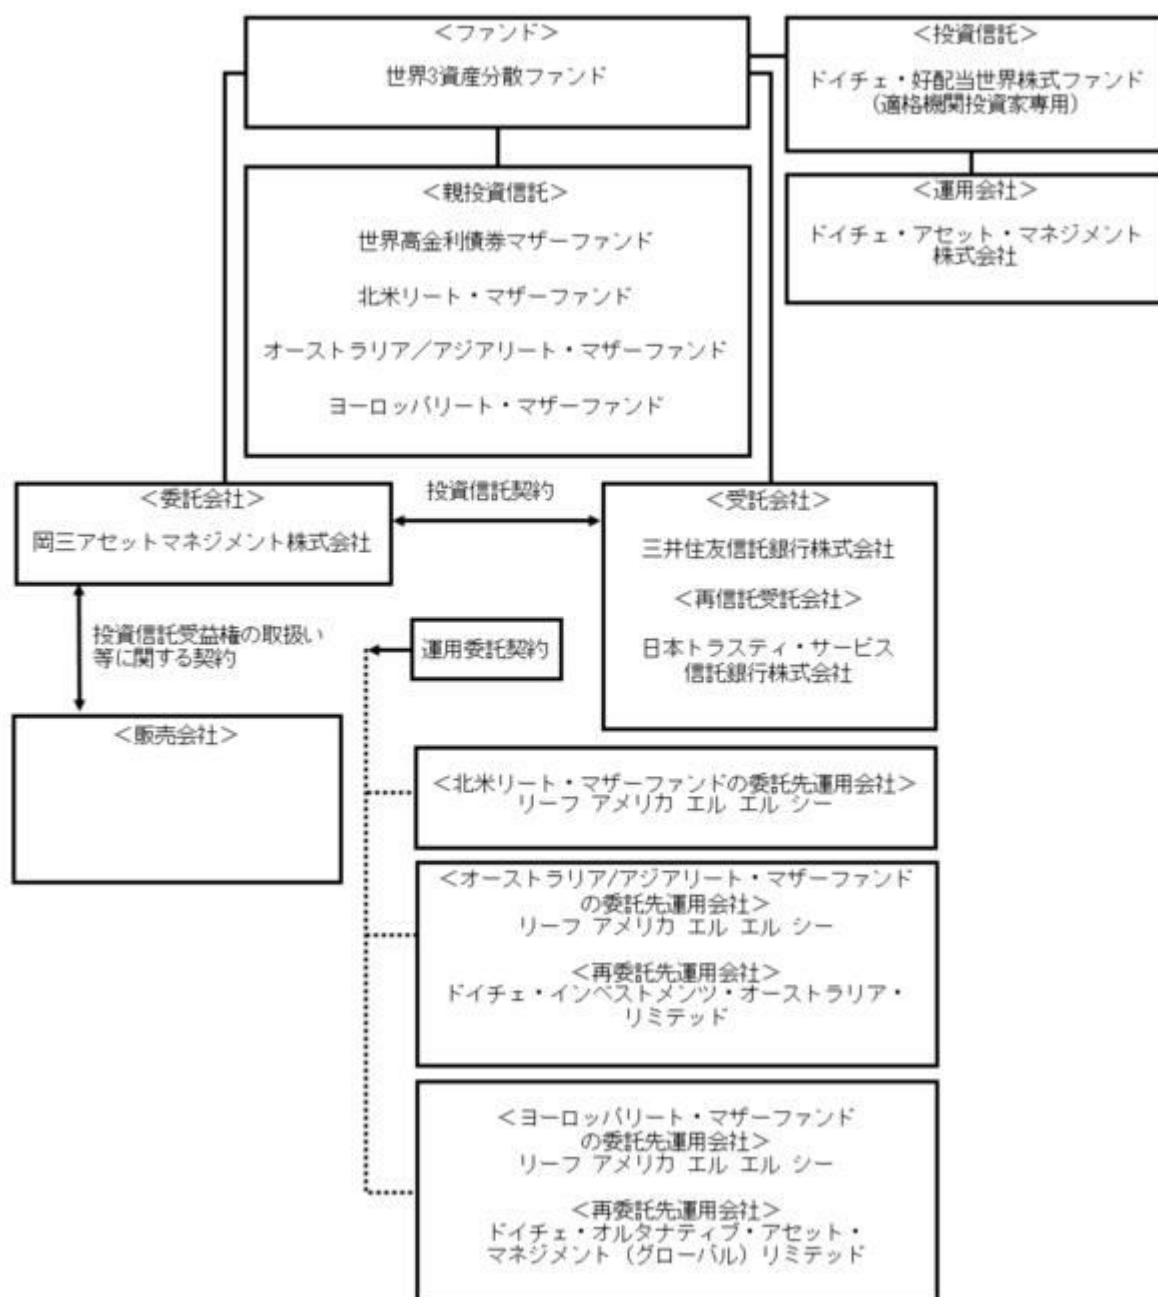 ＜ファンド＞
世界3資産分散ファンド
＜投資信託＞
ドイチェ・好配当世界株式ファンド
(適格機関投資家専用)
＜運用会社＞
ドイチェ・アセット・マネジメント
株式会社
＜親投資信託＞
世界高金利債券マザーファンド
北米リート・マザーファンド
オーストラリア／アジアリート・マザーファンド
ヨーロッパリート・マザーファンド
＜委託会社＞
岡三アセットマネジメント株式会社
投資信託契約
＜受託会社＞
三井住友信託銀行株式会社
＜再信託受託会社＞
日本トラスティ・サービス
信託銀行株式会社
投資信託受益権の取扱い
等に関する契約
運用委託契約
＜販売会社＞
＜北米リート・マザーファンドの委託先運用会社＞
リーフ アメリカ エル エル シー
＜オーストラリア/アジアリート・マザーファンド
の委託先運用会社＞
リーフ アメリカ エル エル シー
＜再委託先運用会社＞
ドイチェ・インベストメンツ・オーストラリア・
リミテッド
＜ヨーロッパリート・マザーファンド
の委託先運用会社＞
リーフ アメリカ エル エル シー
＜再委託先運用会社＞
ドイチェ・オルタナティブ・アセット・
マネジメント（グローバル）リミテッド